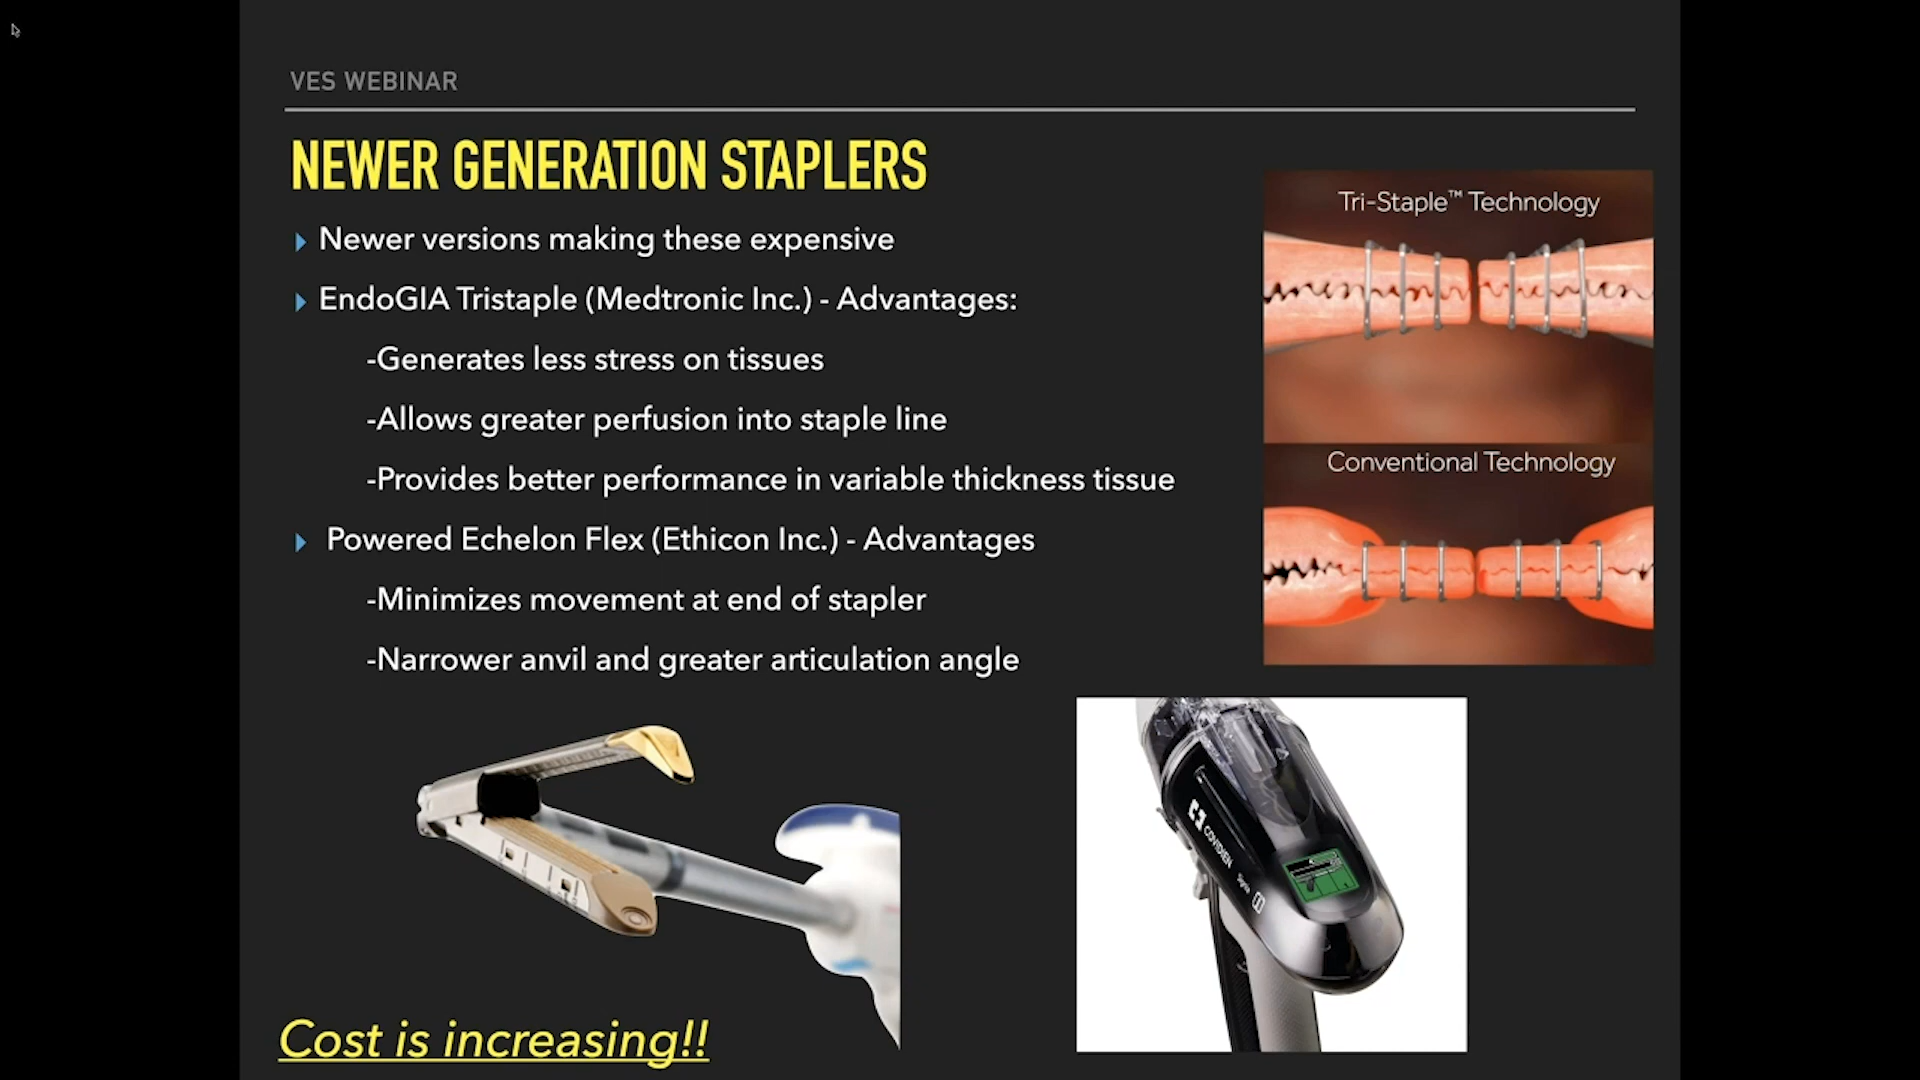 VES WEBINAR
NEWER GENERATION STAPLERS
Newer versions making these expensive
EndoGIA Tristaple (Medtronic Inc.) - Advantages:
-Generates less stress on tissues
-Allows greater perfusion into staple line
-Provides better performance in variable thickness tissue
Powered Echelon Flex (Ethicon Inc.) - Advantages
-Minimizes movement at end of stapler
-Narrower anvil and greater articulation angle
Tri-Staple™ Technology
Conventional Technology
COVIDIEN
Signia
Cost is increasing!!